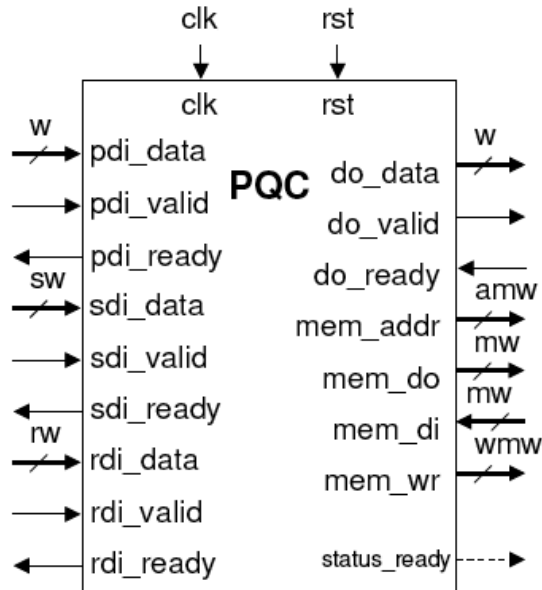 clk rst
clk rst
w
pdi_data
pdi_valid
pdi_ready
sw
sdi_data
sdi_valid
sdi_ready
rw
rdi_data
rdi_valid
rdi_ready
PQC
w
do_data
do_valid
do_ready
amw
mem_addr
mw
mem_do
mw
mem_di
wmw
mem_wr
status_ready